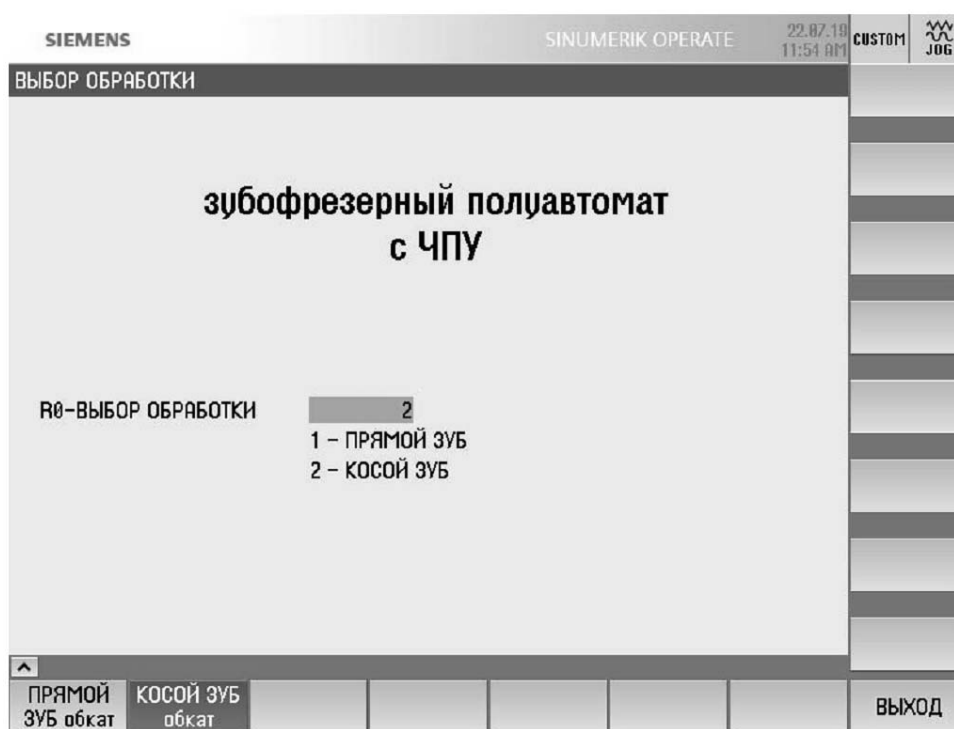 SIEMENS
SINUMERIK OPERATE
22.07.19
11:54 AM
CUSTOM
JOG
ВЫБОР ОБРАБОТКИ
зубофрезерный полуавтомат
с ЧПУ
R0-ВЫБОР ОБРАБОТКИ 2
1 - ПРЯМОЙ ЗУБ
2 - КОСОЙ ЗУБ
ПРЯМОЙ
ЗУБ обкат
КОСОЙ ЗУБ
обкат
ВЫХОД